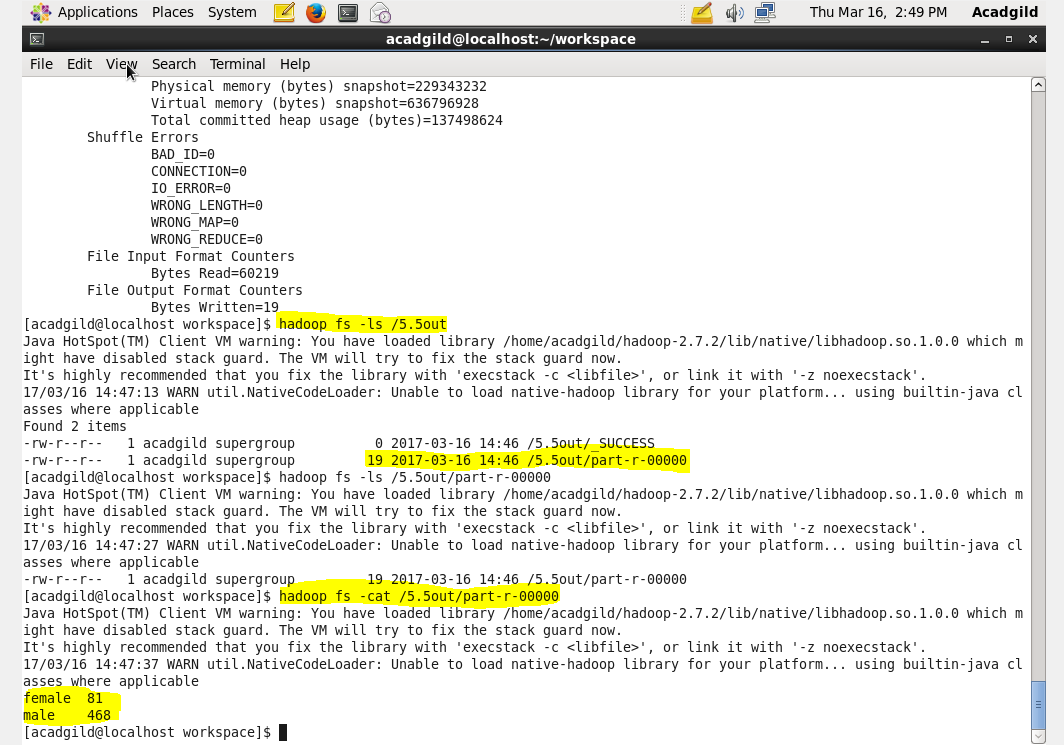 Applications Places System Thu Mar 16, 2:49 PM Acadgild
acadgild@localhost:~/workspace
File Edit View Search Terminal Help
Physical memory (bytes) snapshot=229343232
Virtual memory (bytes) snapshot=636796928
Total committed heap usage (bytes)=137498624
Shuffle Errors
BAD_ID=0
CONNECTION=0
IO_ERROR=0
WRONG_LENGTH=0
WRONG_MAP=0
WRONG_REDUCE=0
File Input Format Counters
Bytes Read=60219
File Output Format Counters
Bytes Written=19
[acadgild@localhost workspace]$ hadoop fs -ls /5.5out
Java HotSpot(TM) Client VM warning: You have loaded library /home/acadgild/hadoop-2.7.2/lib/native/libhadoop.so.1.0.0 which m
ight have disabled stack guard. The VM will try to fix the stack guard now.
It's highly recommended that you fix the library with 'execstack -c <libfile>', or link it with '-z noexecstack'.
17/03/16 14:47:13 WARN util.NativeCodeLoader: Unable to load native-hadoop library for your platform... using builtin-java cl
asses where applicable
Found 2 items
-rw-r--r--   1 acadgild supergroup          0 2017-03-16 14:46 /5.5out/_SUCCESS
-rw-r--r--   1 acadgild supergroup         19 2017-03-16 14:46 /5.5out/part-r-00000
[acadgild@localhost workspace]$ hadoop fs -ls /5.5out/part-r-00000
Java HotSpot(TM) Client VM warning: You have loaded library /home/acadgild/hadoop-2.7.2/lib/native/libhadoop.so.1.0.0 which m
ight have disabled stack guard. The VM will try to fix the stack guard now.
It's highly recommended that you fix the library with 'execstack -c <libfile>', or link it with '-z noexecstack'.
17/03/16 14:47:27 WARN util.NativeCodeLoader: Unable to load native-hadoop library for your platform... using builtin-java cl
asses where applicable
-rw-r--r--   1 acadgild supergroup         19 2017-03-16 14:46 /5.5out/part-r-00000
[acadgild@localhost workspace]$ hadoop fs -cat /5.5out/part-r-00000
Java HotSpot(TM) Client VM warning: You have loaded library /home/acadgild/hadoop-2.7.2/lib/native/libhadoop.so.1.0.0 which m
ight have disabled stack guard. The VM will try to fix the stack guard now.
It's highly recommended that you fix the library with 'execstack -c <libfile>', or link it with '-z noexecstack'.
17/03/16 14:47:37 WARN util.NativeCodeLoader: Unable to load native-hadoop library for your platform... using builtin-java cl
asses where applicable
female  81
male    468
[acadgild@localhost workspace]$